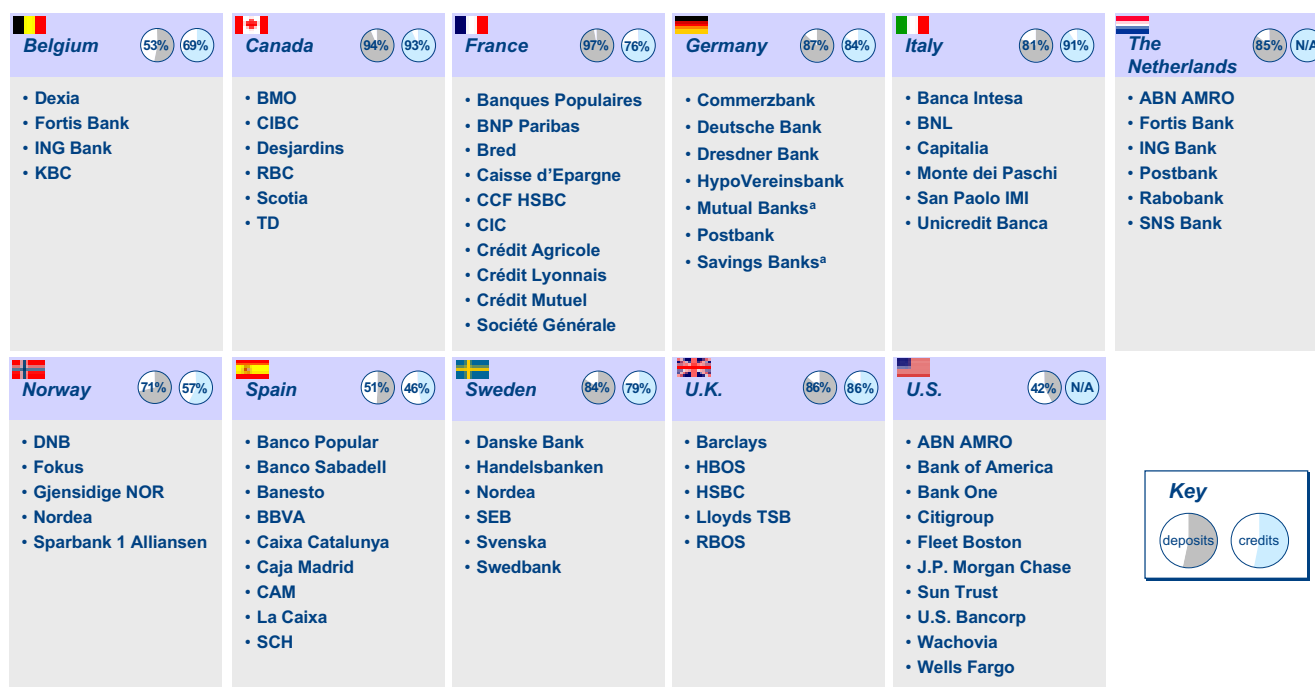 Belgium 53% 69%
• Dexia
• Fortis Bank
• ING Bank
• KBC
Canada 94% 93%
• BMO
• CIBC
• Desjardins
• RBC
• Scotia
• TD
France 97% 76%
• Banques Populaires
• BNP Paribas
• Bred
• Caisse d’Epargne
• CCF HSBC
• CIC
• Crédit Agricole
• Crédit Lyonnais
• Crédit Mutuel
• Société Générale
Germany 87% 84%
• Commerzbank
• Deutsche Bank
• Dresdner Bank
• HypoVereinsbank
• Mutual Banksᵃ
• Postbank
• Savings Banksᵃ
Italy 81% 91%
• Banca Intesa
• BNL
• Capitalia
• Monte dei Paschi
• San Paolo IMI
• Unicredit Banca
The
Netherlands 85% N/A
• ABN AMRO
• Fortis Bank
• ING Bank
• Postbank
• Rabobank
• SNS Bank
Norway 71% 57%
• DNB
• Fokus
• Gjensidige NOR
• Nordea
• Sparbank 1 Alliansen
Spain 51% 46%
• Banco Popular
• Banco Sabadell
• Banesto
• BBVA
• Caixa Catalunya
• Caja Madrid
• CAM
• La Caixa
• SCH
Sweden 84% 79%
• Danske Bank
• Handelsbanken
• Nordea
• SEB
• Svenska
• Swedbank
U.K. 86% 86%
• Barclays
• HBOS
• HSBC
• Lloyds TSB
• RBOS
U.S. 42% N/A
• ABN AMRO
• Bank of America
• Bank One
• Citigroup
• Fleet Boston
• J.P. Morgan Chase
• Sun Trust
• U.S. Bancorp
• Wachovia
• Wells Fargo
Key
deposits credits